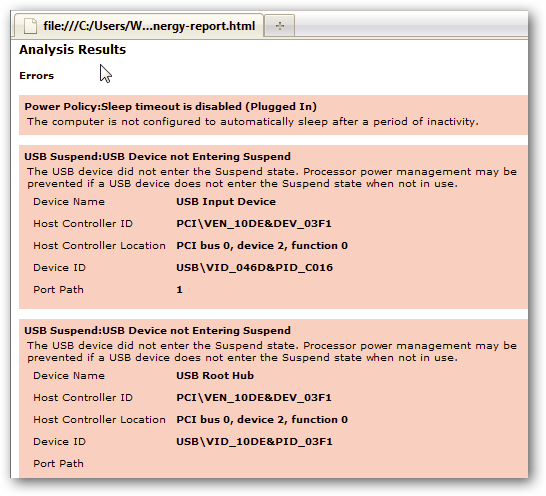 file:///C:/Users/W...nergy-report.html
Analysis Results
Errors
Power Policy:Sleep timeout is disabled (Plugged In)
The computer is not configured to automatically sleep after a period of inactivity.
USB Suspend:USB Device not Entering Suspend
The USB device did not enter the Suspend state. Processor power management may be
prevented if a USB device does not enter the Suspend state when not in use.
Device Name USB Input Device
Host Controller ID PCI\VEN_10DE&DEV_03F1
Host Controller Location PCI bus 0, device 2, function 0
Device ID USB\VID_046D&PID_C016
Port Path 1
USB Suspend:USB Device not Entering Suspend
The USB device did not enter the Suspend state. Processor power management may be
prevented if a USB device does not enter the Suspend state when not in use.
Device Name USB Root Hub
Host Controller ID PCI\VEN_10DE&DEV_03F1
Host Controller Location PCI bus 0, device 2, function 0
Device ID USB\VID_10DE&PID_03F1
Port Path